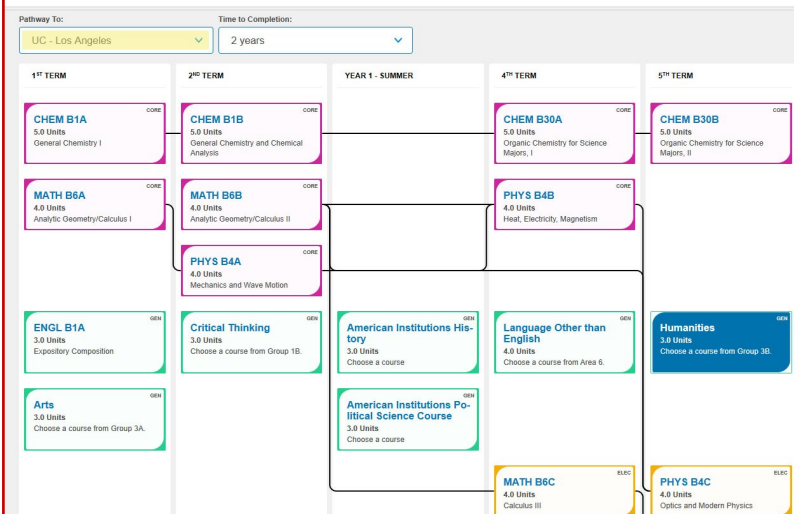 Pathway To:
Time to Completion:
UC - Los Angeles
2 years
1ST TERM
2ND TERM
YEAR 1 - SUMMER
4TH TERM
5TH TERM
CORE
CHEM B1A
5.0 Units
General Chemistry I
CORE
CHEM B1B
5.0 Units
General Chemistry and Chemical
Analysis
CORE
CHEM B30A
5.0 Units
Organic Chemistry for Science
Majors, I
CORE
CHEM B30B
5.0 Units
Organic Chemistry for Science
Majors, II
CORE
MATH B6A
4.0 Units
Analytic Geometry/Calculus I
CORE
MATH B6B
4.0 Units
Analytic Geometry/Calculus II
CORE
PHYS B4B
4.0 Units
Heat, Electricity, Magnetism
CORE
PHYS B4A
4.0 Units
Mechanics and Wave Motion
GEN
ENGL B1A
3.0 Units
Expository Composition
GEN
Critical Thinking
3.0 Units
Choose a course from Group 1B.
GEN
American Institutions His-
tory
3.0 Units
Choose a course
GEN
Language Other than
English
4.0 Units
Choose a course from Area 6.
GEN
Humanities
3.0 Units
Choose a course from Group 3B.
GEN
Arts
3.0 Units
Choose a course from Group 3A.
GEN
American Institutions Po-
litical Science Course
3.0 Units
Choose a course
ELEC
MATH B6C
4.0 Units
Calculus III
ELEC
PHYS B4C
4.0 Units
Optics and Modern Physics